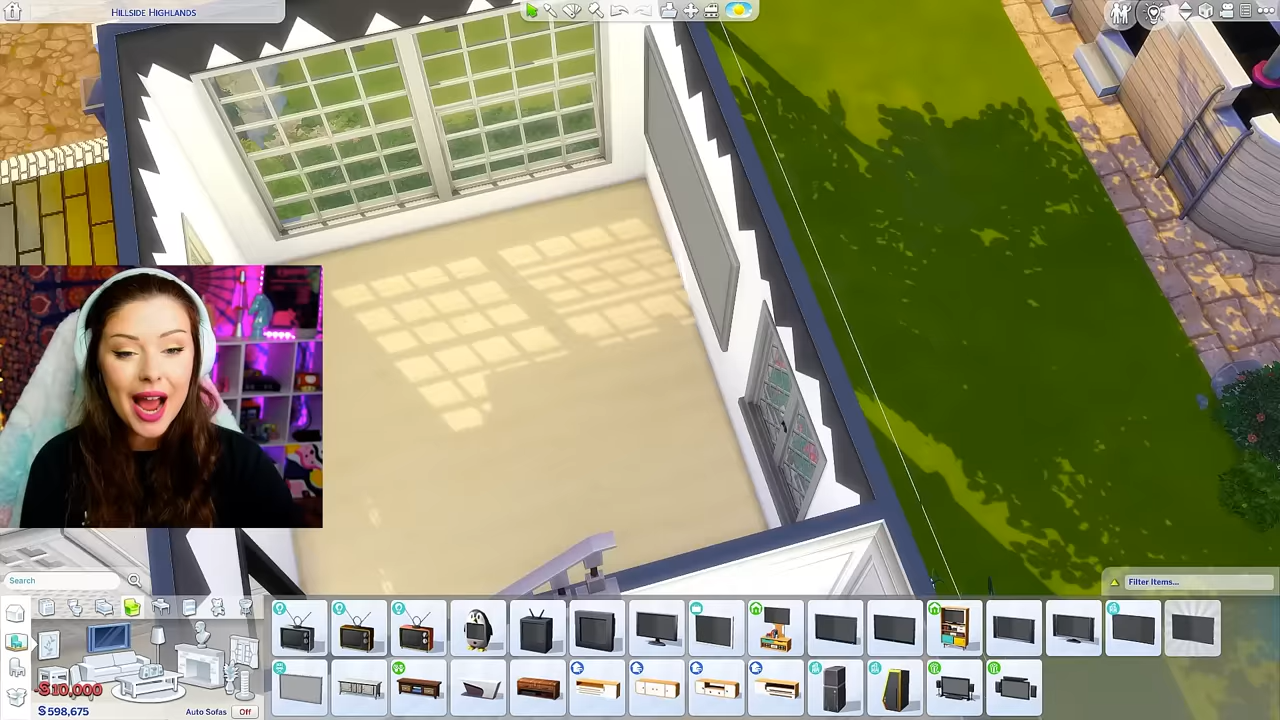 HILLSIDE HIGHLANDS
Search
Filter Items...
-§10,000
§598,675
Auto Sofas
Off